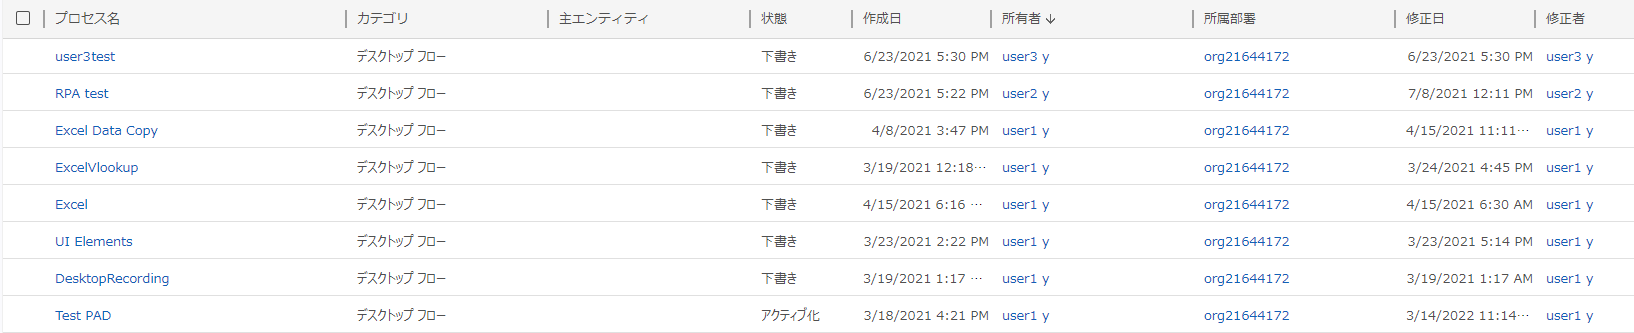 プロセス名 カテゴリ 主エンティティ 状態 作成日 所有者↓ 所属部署 修正日 修正者
user3test デスクトップ フロー 下書き 6/23/2021 5:30 PM user3 y org21644172 6/23/2021 5:30 PM user3 y
RPA test デスクトップ フロー 下書き 6/23/2021 5:22 PM user2 y org21644172 7/8/2021 12:11 PM user2 y
Excel Data Copy デスクトップ フロー 下書き 4/8/2021 3:47 PM user1 y org21644172 4/15/2021 11:11… user1 y
ExcelVlookup デスクトップ フロー 下書き 3/19/2021 12:18… user1 y org21644172 3/24/2021 4:45 PM user1 y
Excel デスクトップ フロー 下書き 4/15/2021 6:16 … user1 y org21644172 4/15/2021 6:30 AM user1 y
UI Elements デスクトップ フロー 下書き 3/23/2021 2:22 PM user1 y org21644172 3/23/2021 5:14 PM user1 y
DesktopRecording デスクトップ フロー 下書き 3/19/2021 1:17 … user1 y org21644172 3/19/2021 1:17 AM user1 y
Test PAD デスクトップ フロー アクティブ化 3/18/2021 4:21 PM user1 y org21644172 3/14/2022 11:14… user1 y